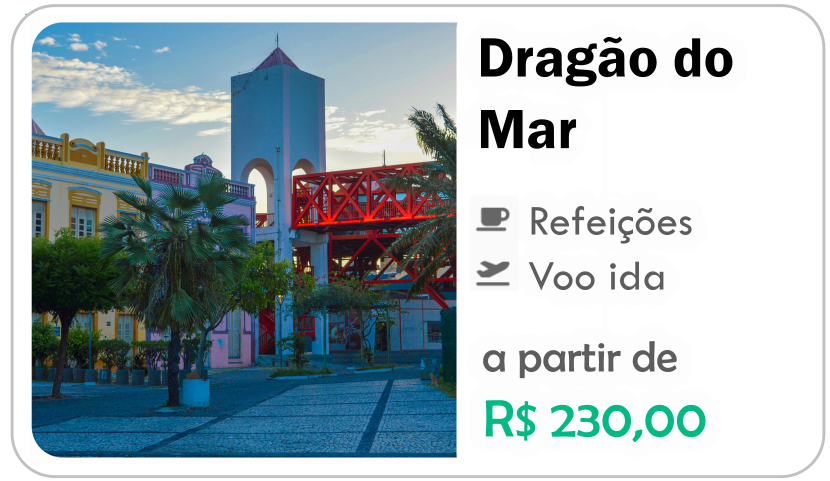 Dragão do
Mar
Refeições
Voo ida
a partir de
R$ 230,00